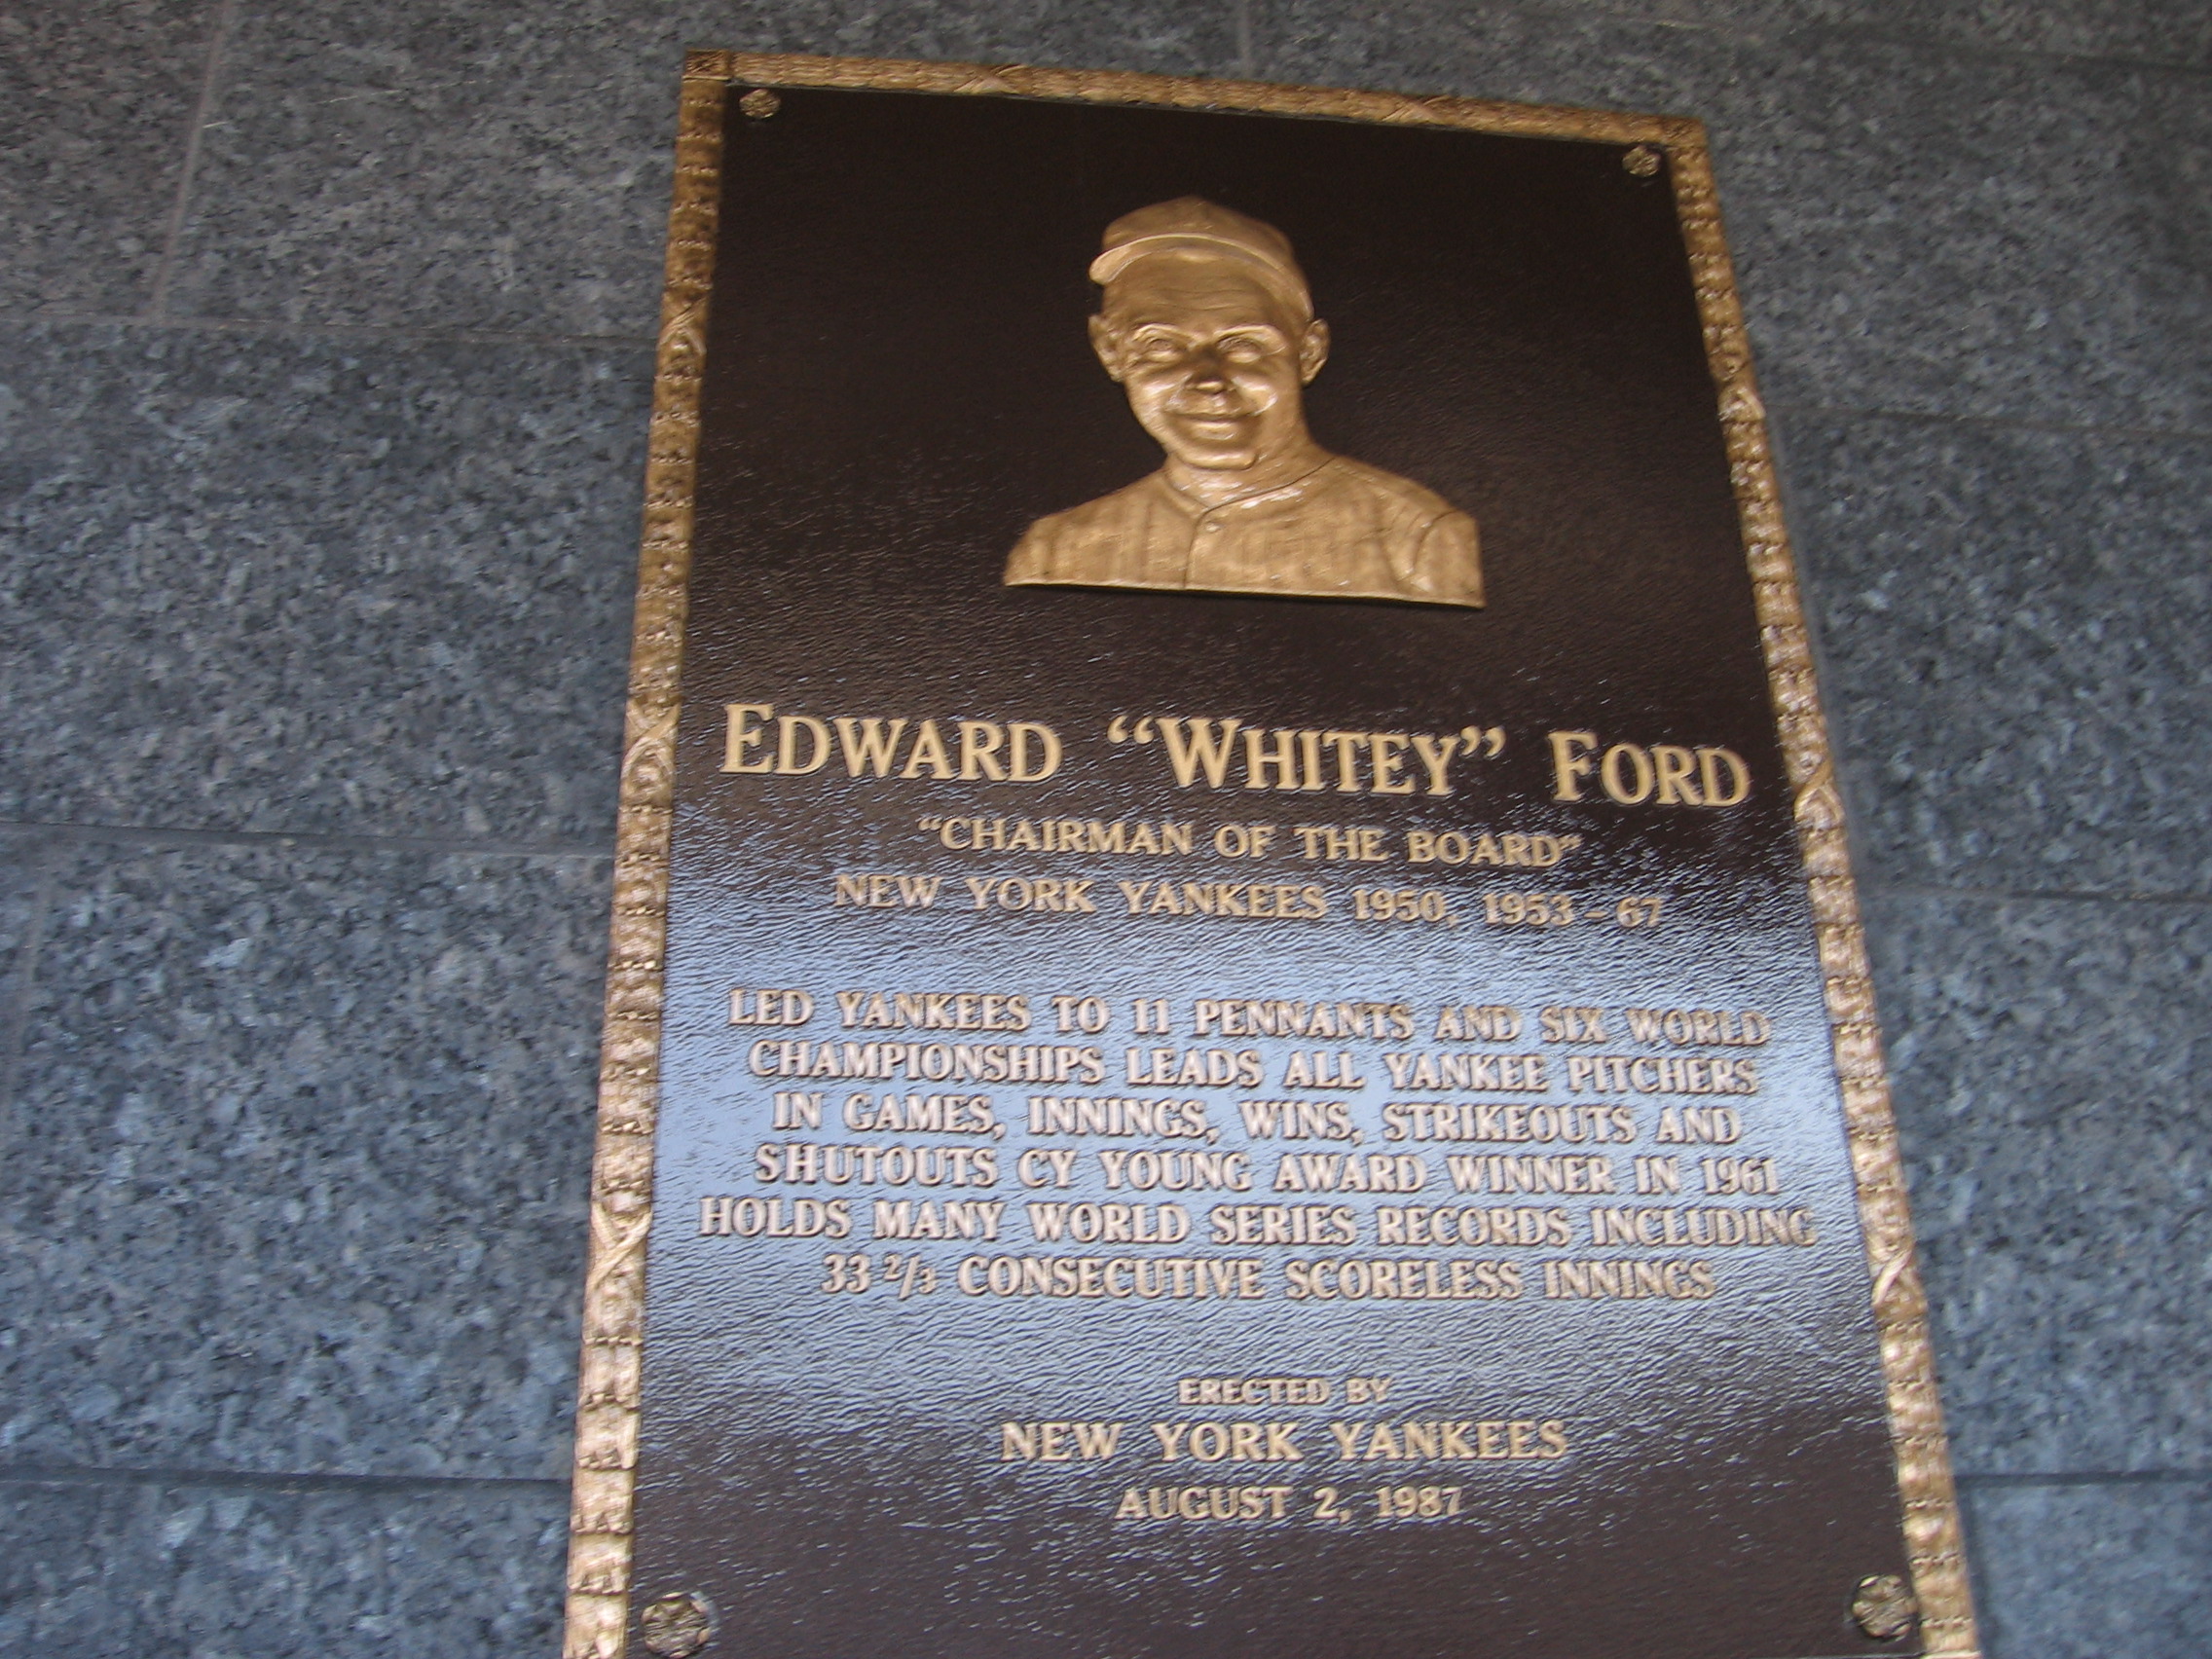 EDWARD “WHITEY” FORD
“CHAIRMAN OF THE BOARD”
NEW YORK YANKEES 1950, 1953 - 67
LED YANKEES TO 11 PENNANTS AND SIX WORLD
CHAMPIONSHIPS LEADS ALL YANKEE PITCHERS
IN GAMES, INNINGS, WINS, STRIKEOUTS AND
SHUTOUTS CY YOUNG AWARD WINNER IN 1961
HOLDS MANY WORLD SERIES RECORDS INCLUDING
33 2/3 CONSECUTIVE SCORELESS INNINGS
ERECTED BY
NEW YORK YANKEES
AUGUST 2, 1987